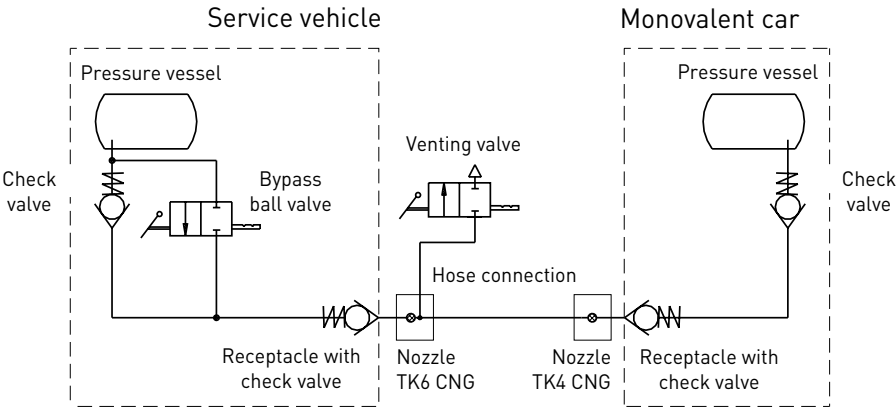 Service vehicle
Monovalent car
Pressure vessel
Pressure vessel
Venting valve
Check
valve
Bypass
ball valve
Check
valve
Hose connection
Receptacle with
check valve
Nozzle
TK6 CNG
Nozzle
TK4 CNG
Receptacle with
check valve